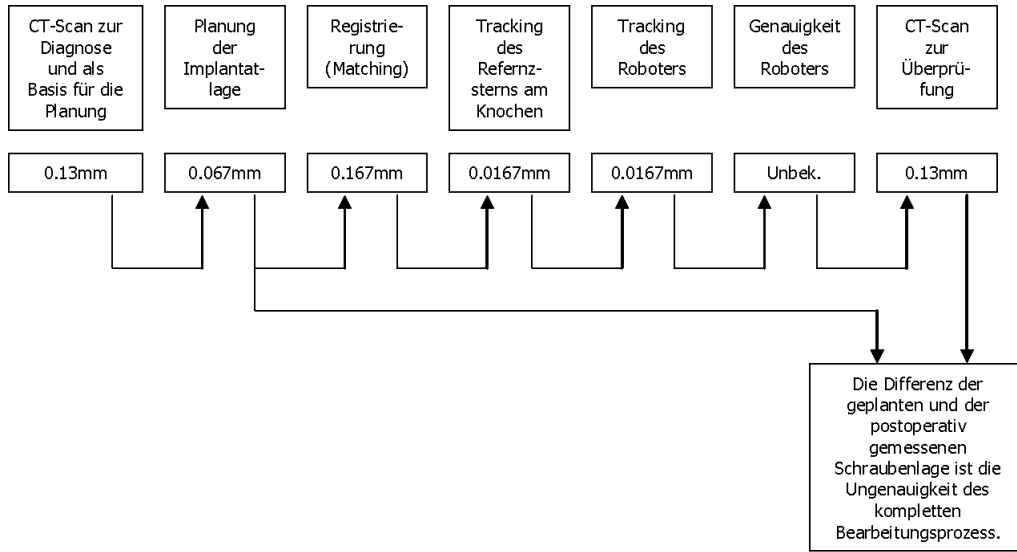 CT-Scan zur
Diagnose
und als
Basis für die
Planung
Planung
der
Implantat-
lage
Registrie-
rung
(Matching)
Tracking
des
Refernz-
sterns am
Knochen
Tracking
des
Roboters
Genauigkeit
des
Roboters
CT-Scan
zur
Überprü-
fung
0.13mm
0.067mm
0.167mm
0.0167mm
0.0167mm
Unbek.
0.13mm
Die Differenz der
geplanten und der
postoperativ
gemessenen
Schraubenlage ist die
Ungenauigkeit des
kompletten
Bearbeitungsprozess.